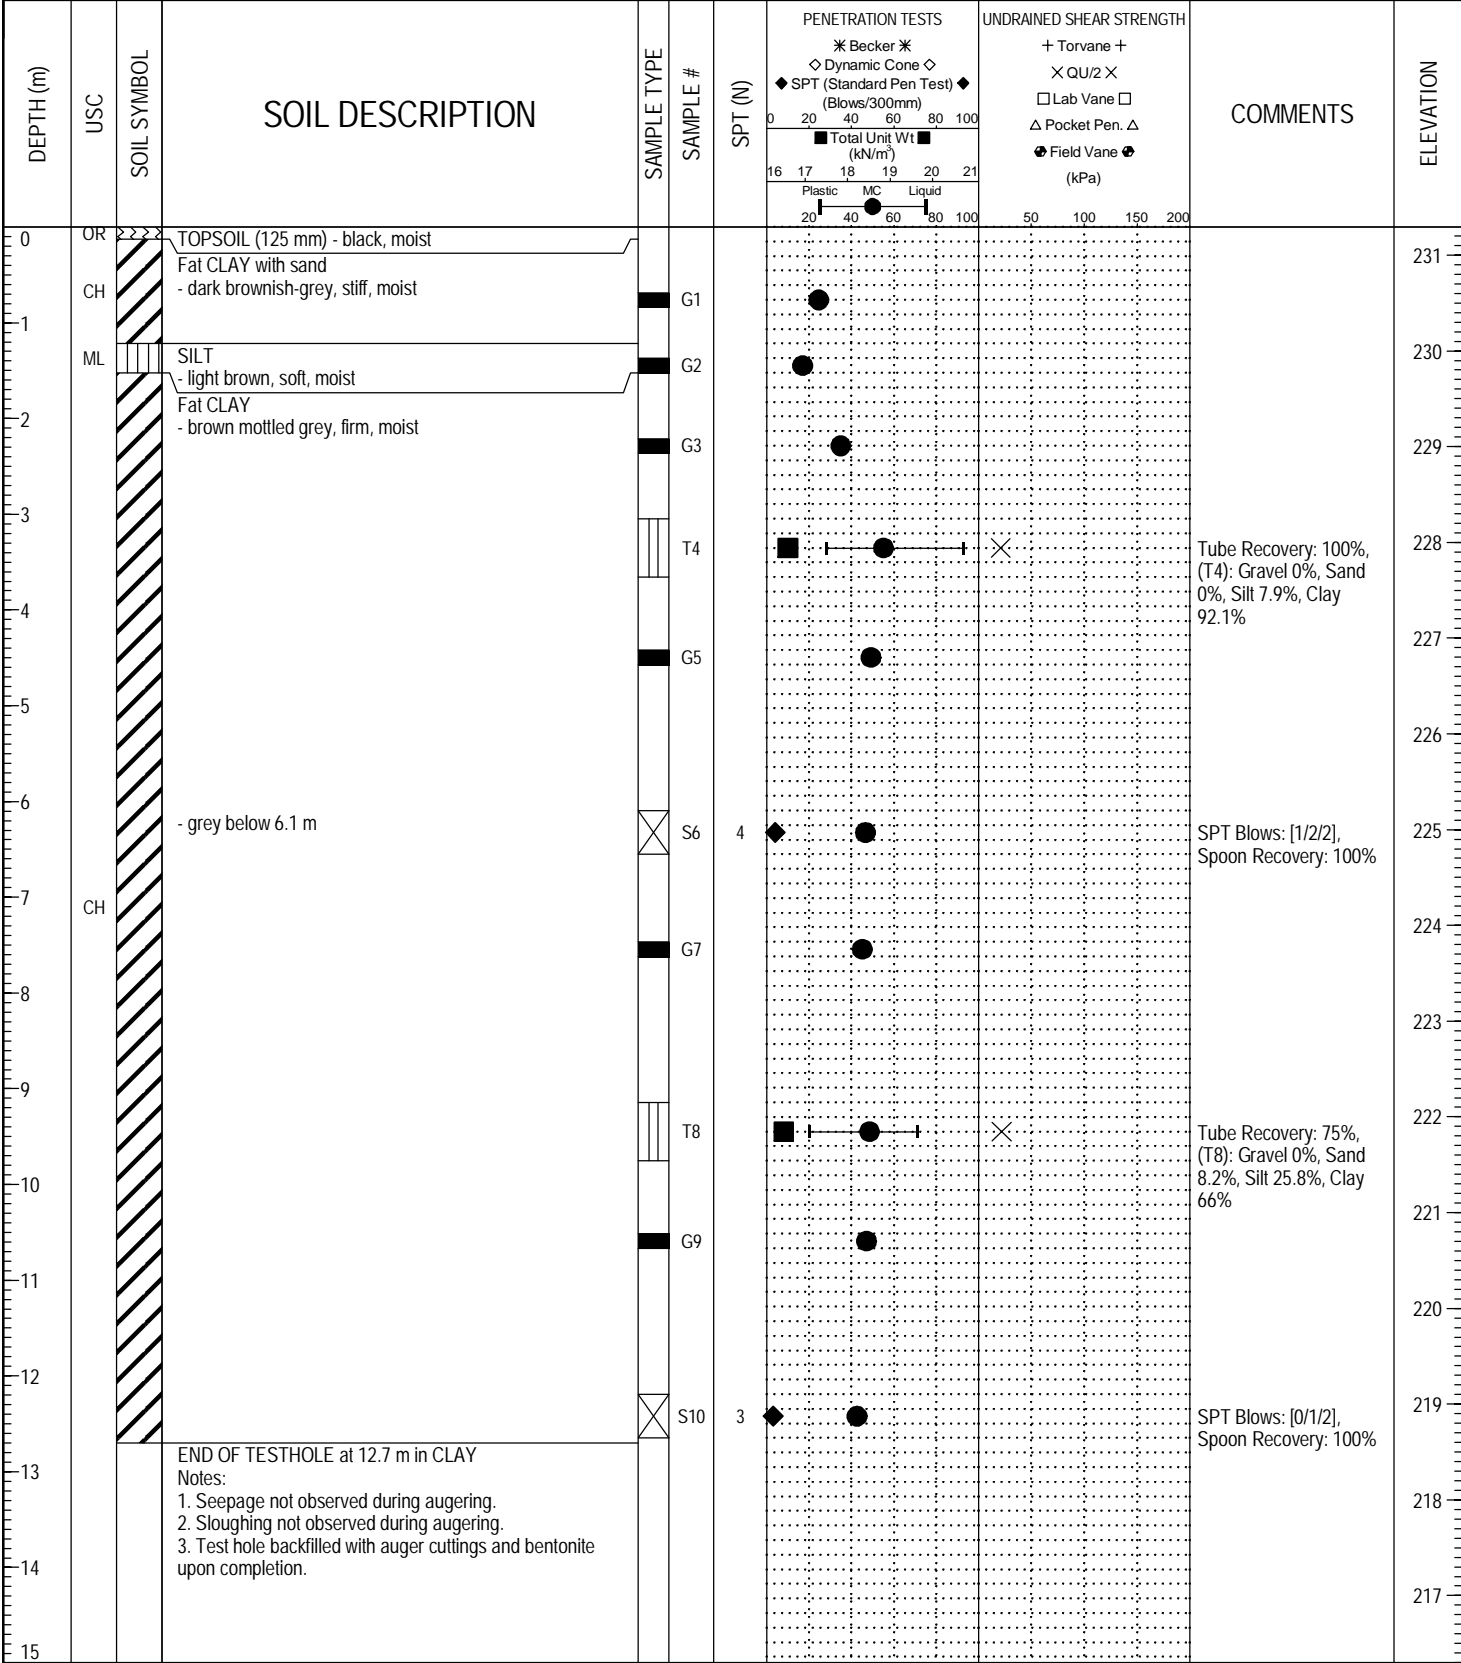 DEPTH (m)
USC
SOIL SYMBOL
SOIL DESCRIPTION
SAMPLE TYPE
SAMPLE #
SPT (N)
PENETRATION TESTS
✳ Becker ✳
◇ Dynamic Cone ◇
◆ SPT (Standard Pen Test) ◆
(Blows/300mm)
0 20 40 60 80 100
■ Total Unit Wt ■
(kN/m³)
16 17 18 19 20 21
Plastic MC Liquid
20 40 60 80 100
UNDRAINED SHEAR STRENGTH
+ Torvane +
✕ QU/2 ✕
□ Lab Vane □
△ Pocket Pen. △
Field Vane
(kPa)
50 100 150 200
COMMENTS
ELEVATION
0
OR
TOPSOIL (125 mm) - black, moist
Fat CLAY with sand
- dark brownish-grey, stiff, moist
231
CH
G1
1
ML
SILT
- light brown, soft, moist
G2
230
Fat CLAY
- brown mottled grey, firm, moist
2
G3
229
3
T4
Tube Recovery: 100%,
(T4): Gravel 0%, Sand
0%, Silt 7.9%, Clay
92.1%
228
4
227
G5
5
226
6
- grey below 6.1 m
S6
4
SPT Blows: [1/2/2],
Spoon Recovery: 100%
225
7
CH
224
G7
8
223
9
T8
Tube Recovery: 75%,
(T8): Gravel 0%, Sand
8.2%, Silt 25.8%, Clay
66%
222
10
221
G9
11
220
12
S10
3
SPT Blows: [0/1/2],
Spoon Recovery: 100%
219
END OF TESTHOLE at 12.7 m in CLAY
13
Notes:
1. Seepage not observed during augering.
218
2. Sloughing not observed during augering.
3. Test hole backfilled with auger cuttings and bentonite
upon completion.
14
217
15